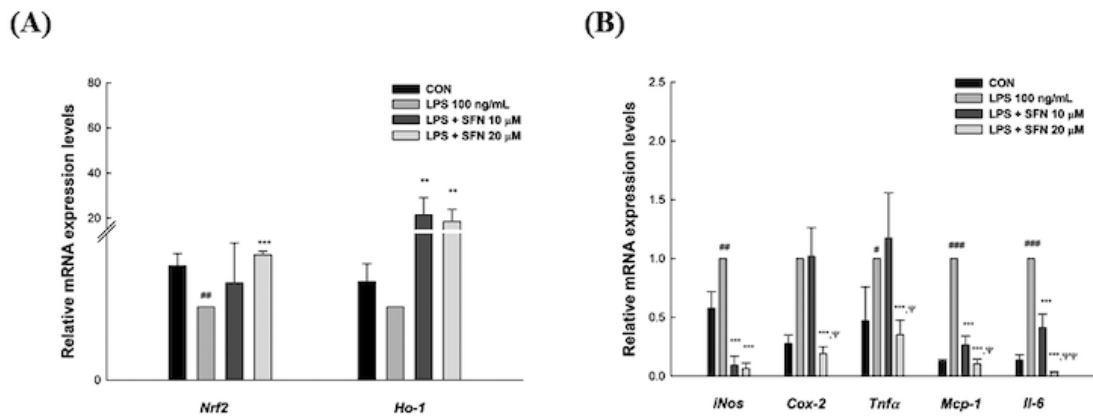 (A)
Relative mRNA expression levels
80
60
40
20
0
CON
LPS 100 ng/mL
LPS + SFN 10 μM
LPS + SFN 20 μM
##
***
**
**
Nrf2
Ho-1
(B)
Relative mRNA expression levels
2.5
2.0
1.5
1.0
0.5
0.0
CON
LPS 100 ng/mL
LPS + SFN 10 μM
LPS + SFN 20 μM
##
***
***
***,Ψ
#
***,Ψ
###
***
***,Ψ
###
***
***,ΨΨ
iNos
Cox-2
Tnfα
Mcp-1
Il-6